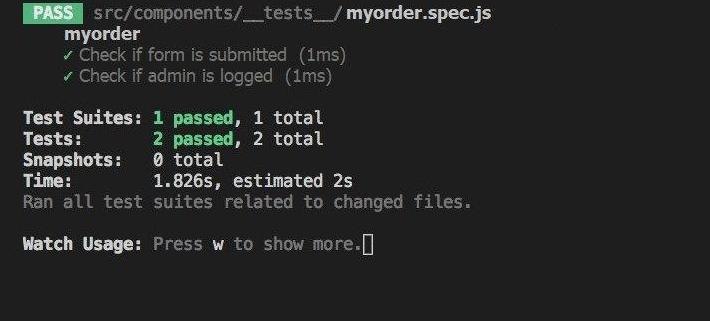 PASS src/components/__tests__/myorder.spec.js
myorder
✓ Check if form is submitted (1ms)
✓ Check if admin is logged (1ms)
Test Suites: 1 passed, 1 total
Tests: 2 passed, 2 total
Snapshots: 0 total
Time: 1.826s, estimated 2s
Ran all test suites related to changed files.
Watch Usage: Press w to show more.